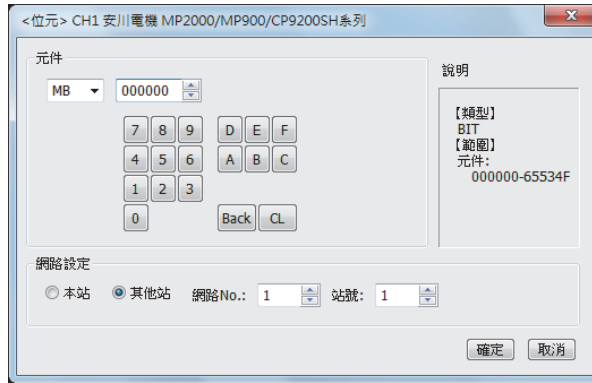 <位元> CH1 安川電機 MP2000/MP900/CP9200SH系列
元件
MB 000000
7 8 9 D E F
4 5 6 A B C
1 2 3
0 Back CL
說明
【類型】
BIT
【範圍】
元件:
000000-65534F
網路設定
本站 其他站 網路No.: 1 站號: 1
確定 取消